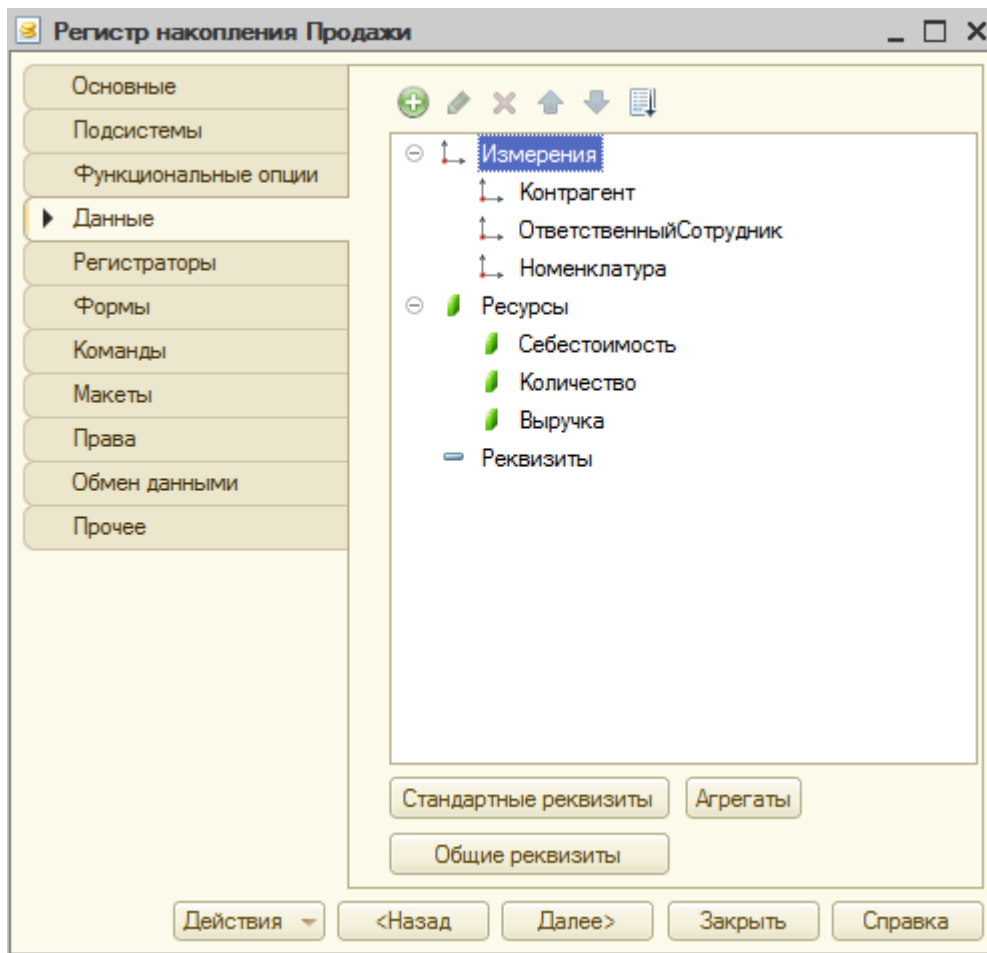 Регистр накопления Продажи
Основные
Подсистемы
Функциональные опции
Данные
Регистраторы
Формы
Команды
Макеты
Права
Обмен данными
Прочее
Измерения
Контрагент
ОтветственныйСотрудник
Номенклатура
Ресурсы
Себестоимость
Количество
Выручка
Реквизиты
Стандартные реквизиты Агрегаты
Общие реквизиты
Действия <Назад Далее> Закрыть Справка